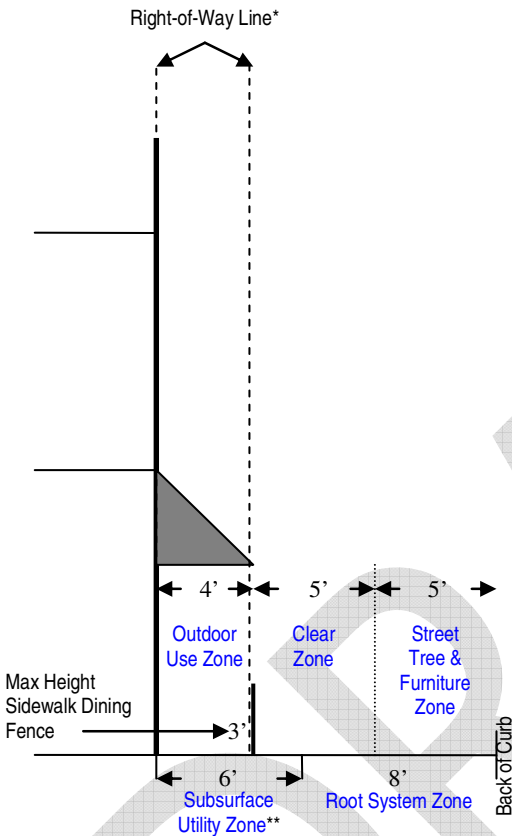 Right-of-Way Line*
4’ 5’ 5’
Outdoor
Use Zone
Clear
Zone
Street
Tree &
Furniture
Zone
Max Height
Sidewalk Dining
Fence
3’
Back of Curb
6’ 8’
Subsurface
Utility Zone**
Root System Zone